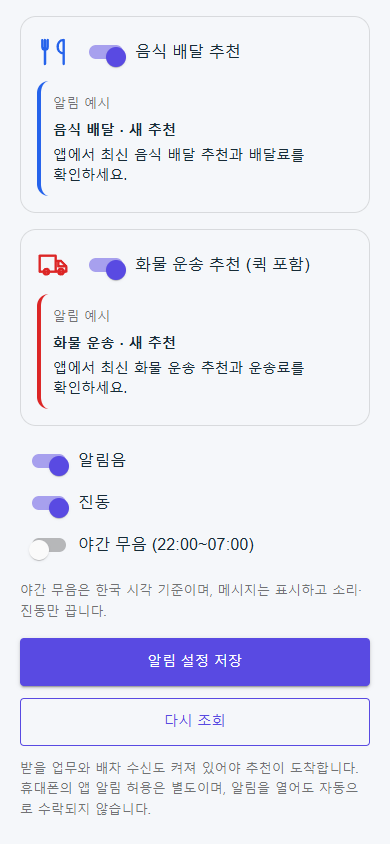 음식 배달 추천
알림 예시
음식 배달 · 새 추천
앱에서 최신 음식 배달 추천과 배달료를
확인하세요.
화물 운송 추천 (퀵 포함)
알림 예시
화물 운송 · 새 추천
앱에서 최신 화물 운송 추천과 운송료를
확인하세요.
알림음
진동
야간 무음 (22:00~07:00)
야간 무음은 한국 시각 기준이며, 메시지는 표시하고 소리·
진동만 끕니다.
알림 설정 저장
다시 조회
받을 업무와 배차 수신도 켜져 있어야 추천이 도착합니다.
휴대폰의 앱 알림 허용은 별도이며, 알림을 열어도 자동으
로 수락되지 않습니다.